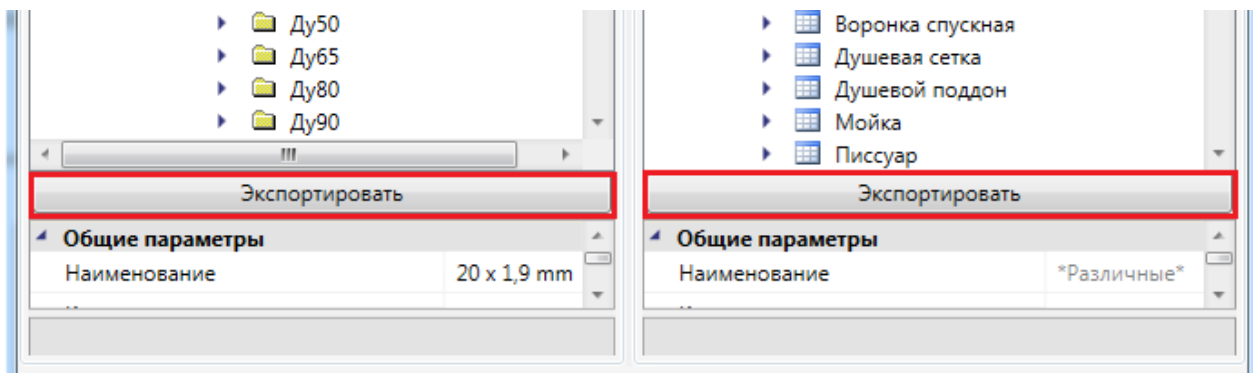 Ду50
Ду65
Ду80
Ду90
Экспортировать
Общие параметры
Наименование 20 x 1,9 mm
Воронка спускная
Душевая сетка
Душевой поддон
Мойка
Писсуар
Экспортировать
Общие параметры
Наименование *Различные*